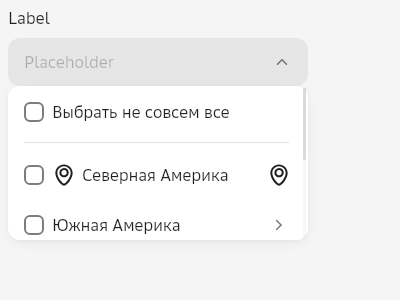 Label
Placeholder
Выбрать не совсем все
Северная Америка
Южная Америка